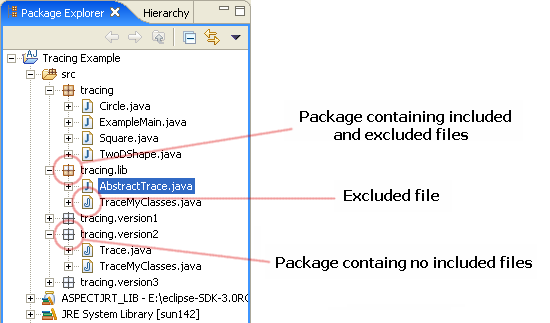 Package Explorer
Hierarchy
Tracing Example
src
tracing
Circle.java
ExampleMain.java
Square.java
TwoDShape.java
tracing.lib
AbstractTrace.java
TraceMyClasses.java
tracing.version1
tracing.version2
Trace.java
TraceMyClasses.java
tracing.version3
ASPECTJRT_LIB - E:\eclipse-SDK-3.0RC
JRE System Library [sun142]
Package containing included
and excluded files
Excluded file
Package containg no included files